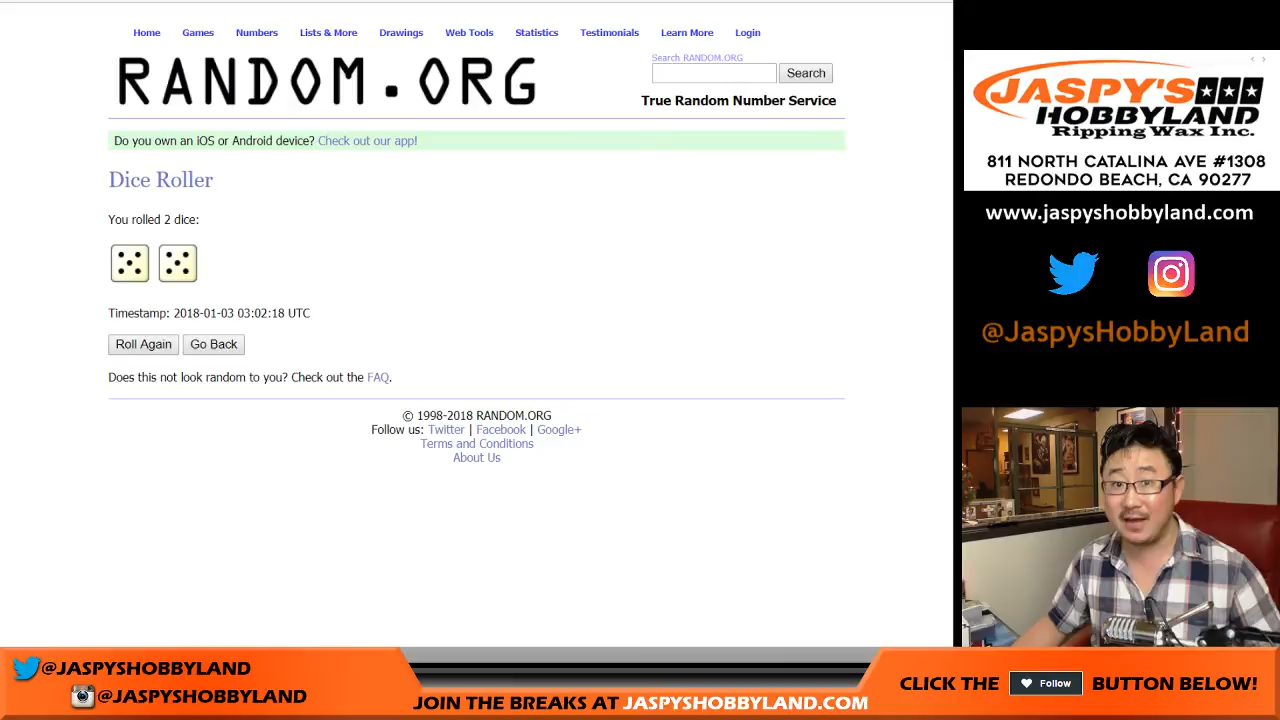 Home Games Numbers Lists & More Drawings Web Tools Statistics Testimonials Learn More Login
RANDOM.ORG
Search RANDOM.ORG
Search
True Random Number Service
Do you own an iOS or Android device? Check out our app!
Dice Roller
You rolled 2 dice:
Timestamp: 2018-01-03 03:02:18 UTC
Roll Again Go Back
Does this not look random to you? Check out the FAQ.
© 1998-2018 RANDOM.ORG
Follow us: Twitter | Facebook | Google+
Terms and Conditions
About Us
JASPY'S
HOBBYLAND
Ripping Wax Inc.
811 NORTH CATALINA AVE #1308
REDONDO BEACH, CA 90277
www.jaspyshobbyland.com
@JaspysHobbyLand
@JASPYSHOBBYLAND
@JASPYSHOBBYLAND
JOIN THE BREAKS AT JASPYSHOBBYLAND.COM
CLICK THE Follow BUTTON BELOW!